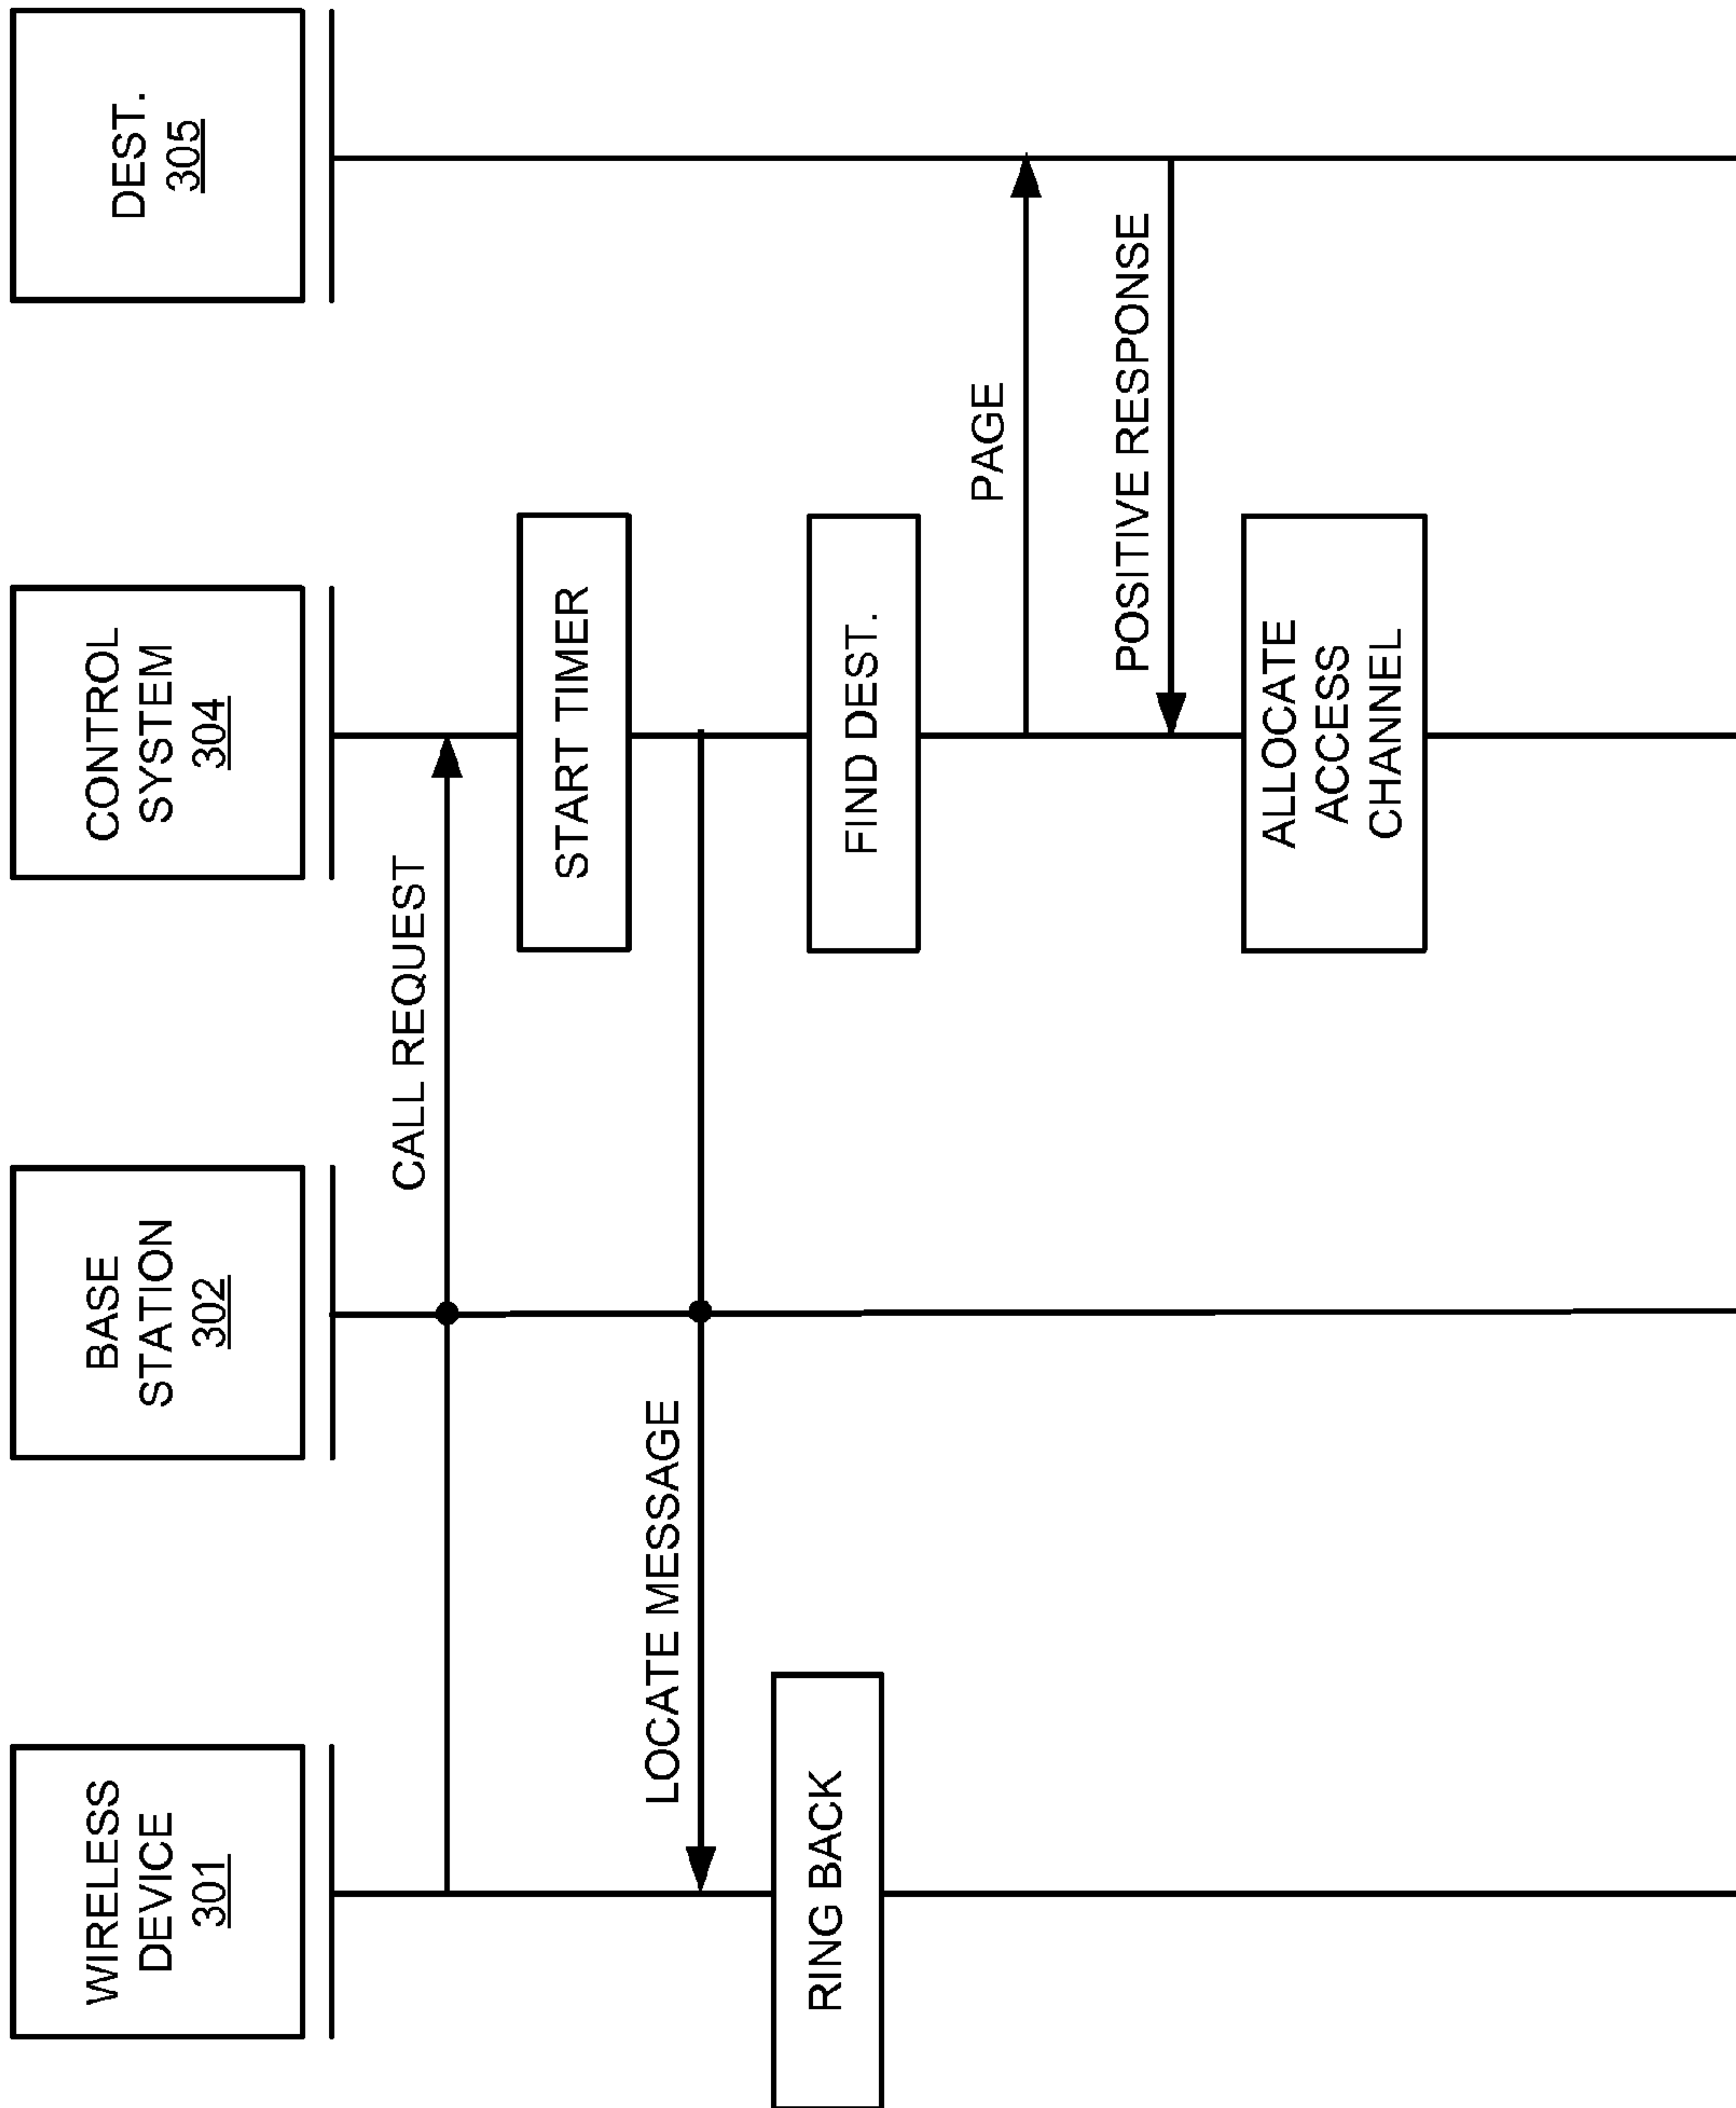 WIRELESS
DEVICE
301
BASE
STATION
302
CONTROL
SYSTEM
304
DEST.
305
CALL REQUEST
START TIMER
LOCATE MESSAGE
RING BACK
FIND DEST.
PAGE
POSITIVE RESPONSE
ALLOCATE
ACCESS
CHANNEL